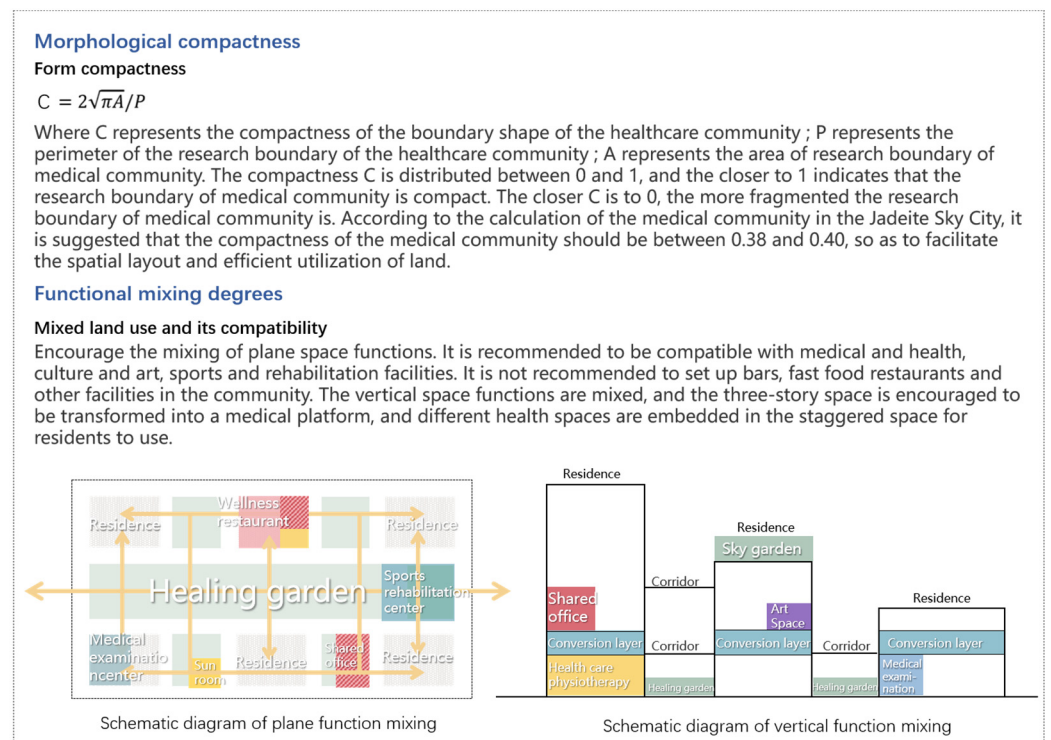 Morphological compactness
Form compactness
C = 2√πA/P
Where C represents the compactness of the boundary shape of the healthcare community ; P represents the
perimeter of the research boundary of the healthcare community ; A represents the area of research boundary of
medical community. The compactness C is distributed between 0 and 1, and the closer to 1 indicates that the
research boundary of medical community is compact. The closer C is to 0, the more fragmented the research
boundary of medical community is. According to the calculation of the medical community in the Jadeite Sky City, it
is suggested that the compactness of the medical community should be between 0.38 and 0.40, so as to facilitate
the spatial layout and efficient utilization of land.
Functional mixing degrees
Mixed land use and its compatibility
Encourage the mixing of plane space functions. It is recommended to be compatible with medical and health,
culture and art, sports and rehabilitation facilities. It is not recommended to set up bars, fast food restaurants and
other facilities in the community. The vertical space functions are mixed, and the three-story space is encouraged to
be transformed into a medical platform, and different health spaces are embedded in the staggered space for
residents to use.
Residence
Wellness
restaurant
Residence
Healing garden
Sports
rehabilitation
center
Medical
examinatio
ncenter
Sun
room
Residence
Shared
office
Residence
Schematic diagram of plane function mixing
Residence
Shared
office
Conversion layer
Health care
physiotherapy
Corridor
Corridor
Healing garden
Residence
Sky garden
Art
Space
Conversion layer
Corridor
Healing garden
Residence
Conversion layer
Medical
exami-
nation
Schematic diagram of vertical function mixing